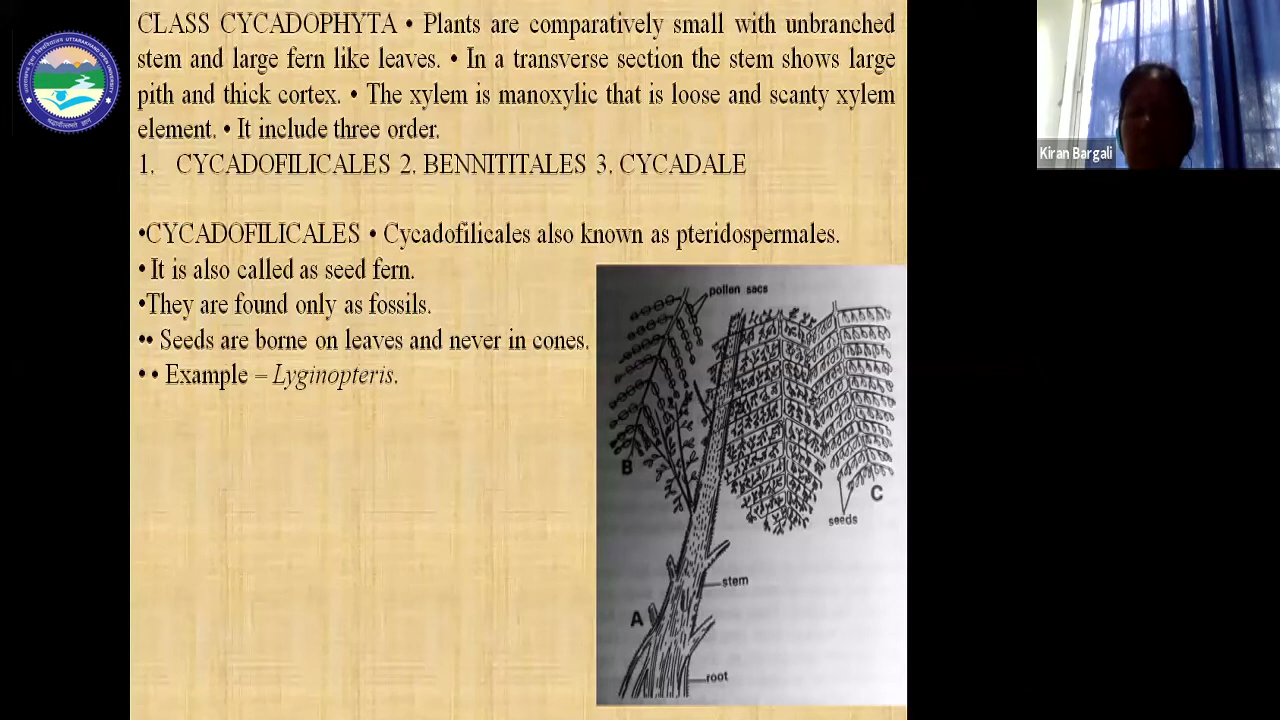 CLASS CYCADOPHYTA • Plants are comparatively small with unbranched
stem and large fern like leaves. • In a transverse section the stem shows large
pith and thick cortex. • The xylem is manoxylic that is loose and scanty xylem
element. • It include three order.
1. CYCADOFILICALES 2. BENNITITALES 3. CYCADALE
•CYCADOFILICALES • Cycadofilicales also known as pteridospermales.
• It is also called as seed fern.
•They are found only as fossils.
•• Seeds are borne on leaves and never in cones.
• • Example – Lyginopteris.
pollen sacs
B
C
seeds
stem
A
root
Kiran Bargali
UTTARAKHAND OPEN UNIVERSITY